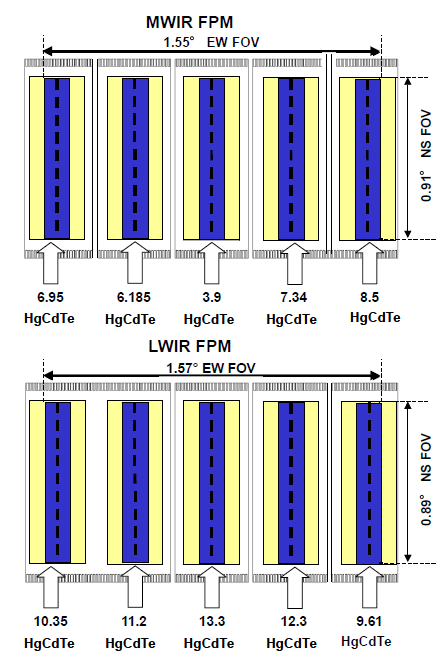 MWIR FPM
1.55° EW FOV
0.91° NS FOV
6.95 6.185 3.9 7.34 8.5
HgCdTe HgCdTe HgCdTe HgCdTe HgCdTe
LWIR FPM
1.57° EW FOV
0.89° NS FOV
10.35 11.2 13.3 12.3 9.61
HgCdTe HgCdTe HgCdTe HgCdTe HgCdTe